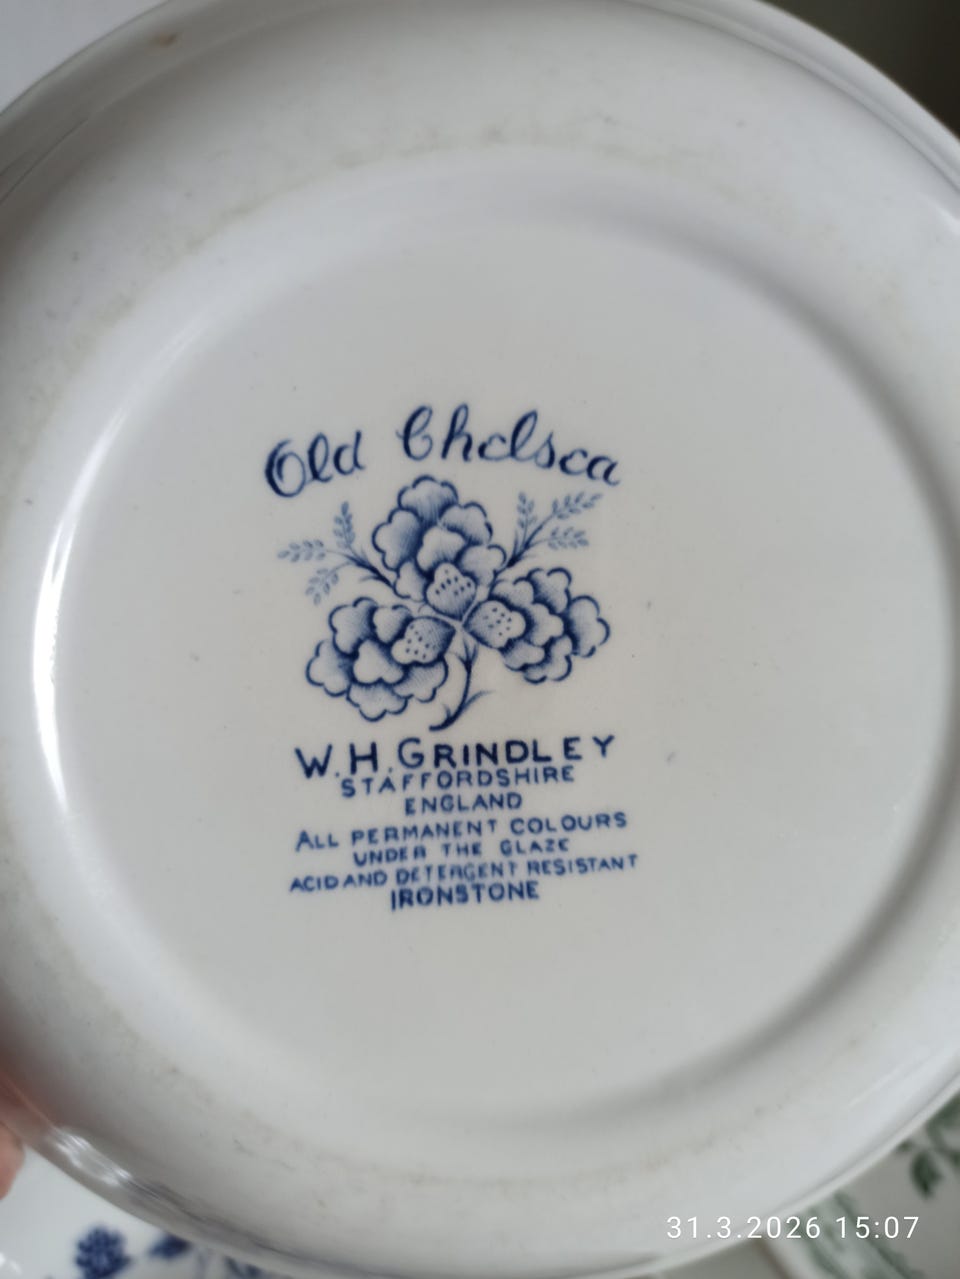 Old Chelsea
W.H.GRINDLEY
STAFFORDSHIRE
ENGLAND
ALL PERMANENT COLOURS
UNDER THE GLAZE
ACID AND DETERGENT RESISTANT
IRONSTONE
31.3.2026 15:07